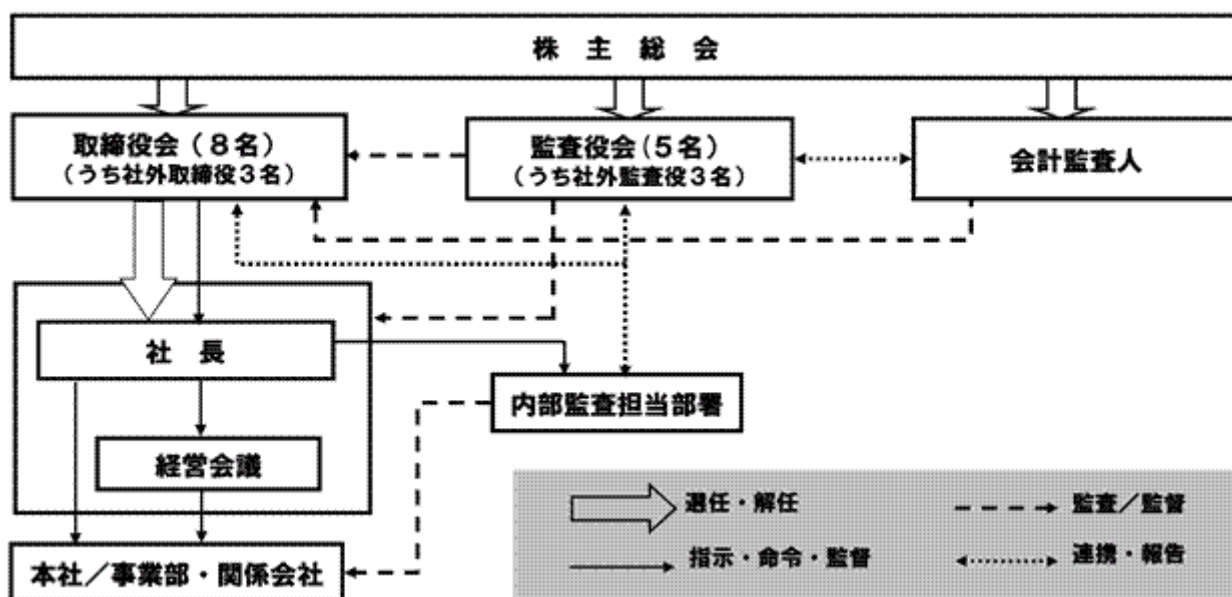 株主総会
取締役会（8名）
（うち社外取締役3名）
監査役会(5名)
（うち社外監査役3名）
会計監査人
社長
内部監査担当部署
経営会議
本社／事業部・関係会社
選任・解任
監査／監督
指示・命令・監督
連携・報告